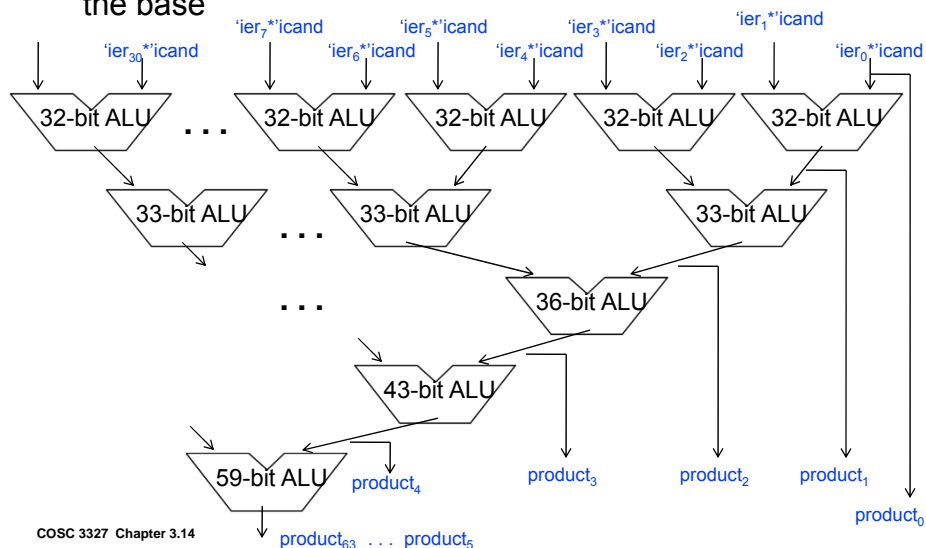 the base
'ier₇*'icand 'ier₅*'icand 'ier₃*'icand 'ier₁*'icand
'ier₃₀*'icand 'ier₆*'icand 'ier₄*'icand 'ier₂*'icand 'ier₀*'icand
32-bit ALU . . . 32-bit ALU 32-bit ALU 32-bit ALU 32-bit ALU
33-bit ALU . . . 33-bit ALU 33-bit ALU
. . . 36-bit ALU
43-bit ALU
59-bit ALU product₄ product₃ product₂ product₁
product₀
COSC 3327 Chapter 3.14 product₆₃ . . . product₅